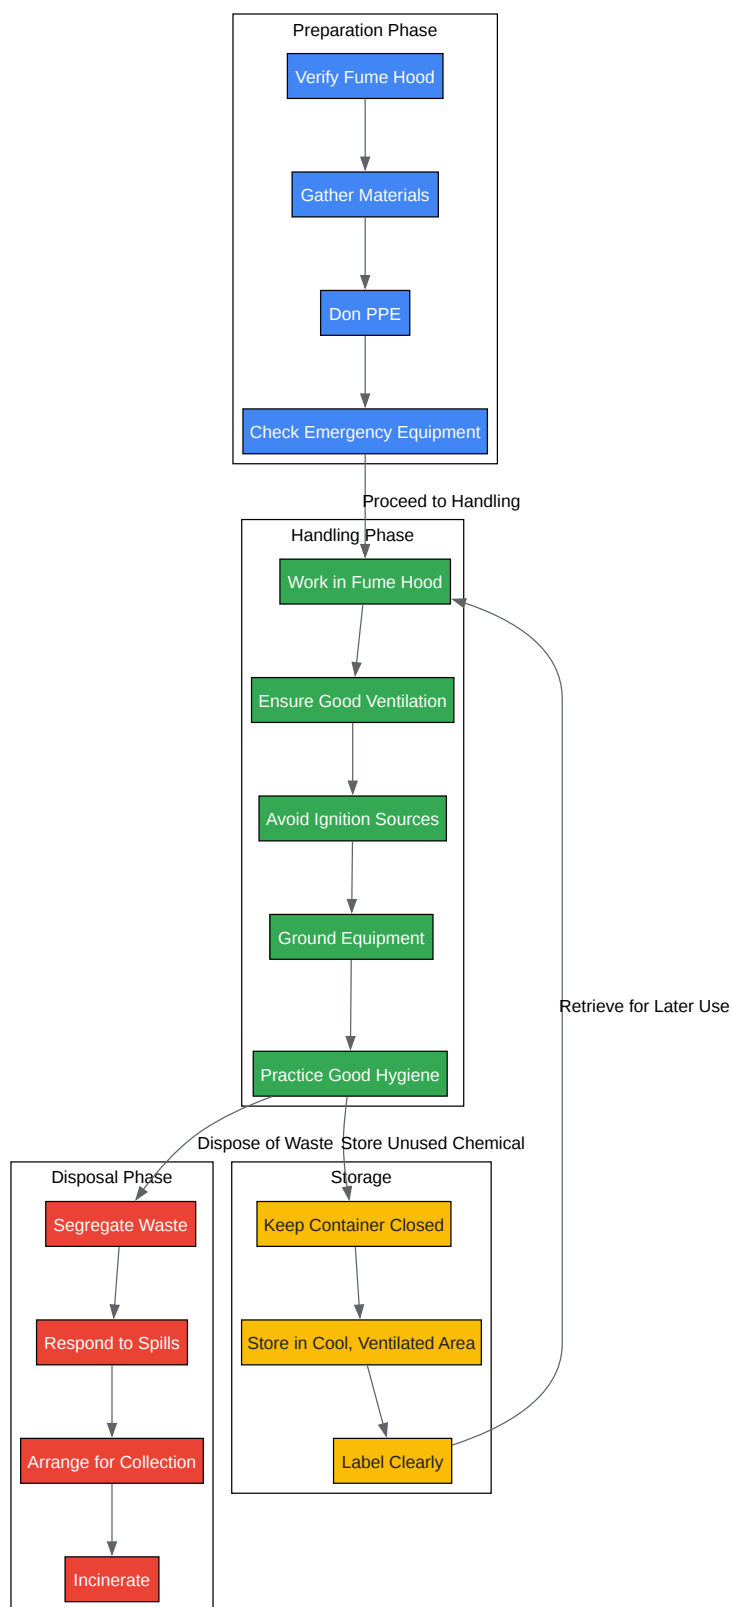 Preparation Phase
Verify Fume Hood
Gather Materials
Don PPE
Check Emergency Equipment
Proceed to Handling
Handling Phase
Work in Fume Hood
Ensure Good Ventilation
Avoid Ignition Sources
Ground Equipment
Retrieve for Later Use
Practice Good Hygiene
Dispose of Waste
Store Unused Chemical
Disposal Phase
Segregate Waste
Respond to Spills
Arrange for Collection
Incinerate
Storage
Keep Container Closed
Store in Cool, Ventilated Area
Label Clearly